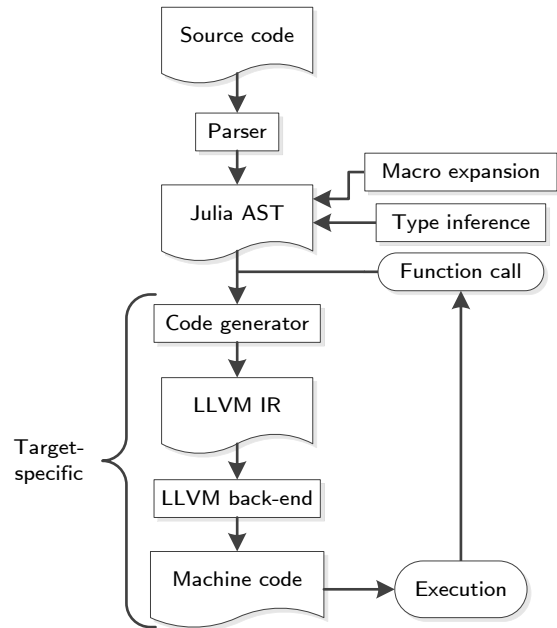 Source code
Parser
Macro expansion
Julia AST
Type inference
Function call
Code generator
LLVM IR
Target-
specific
LLVM back-end
Machine code
Execution